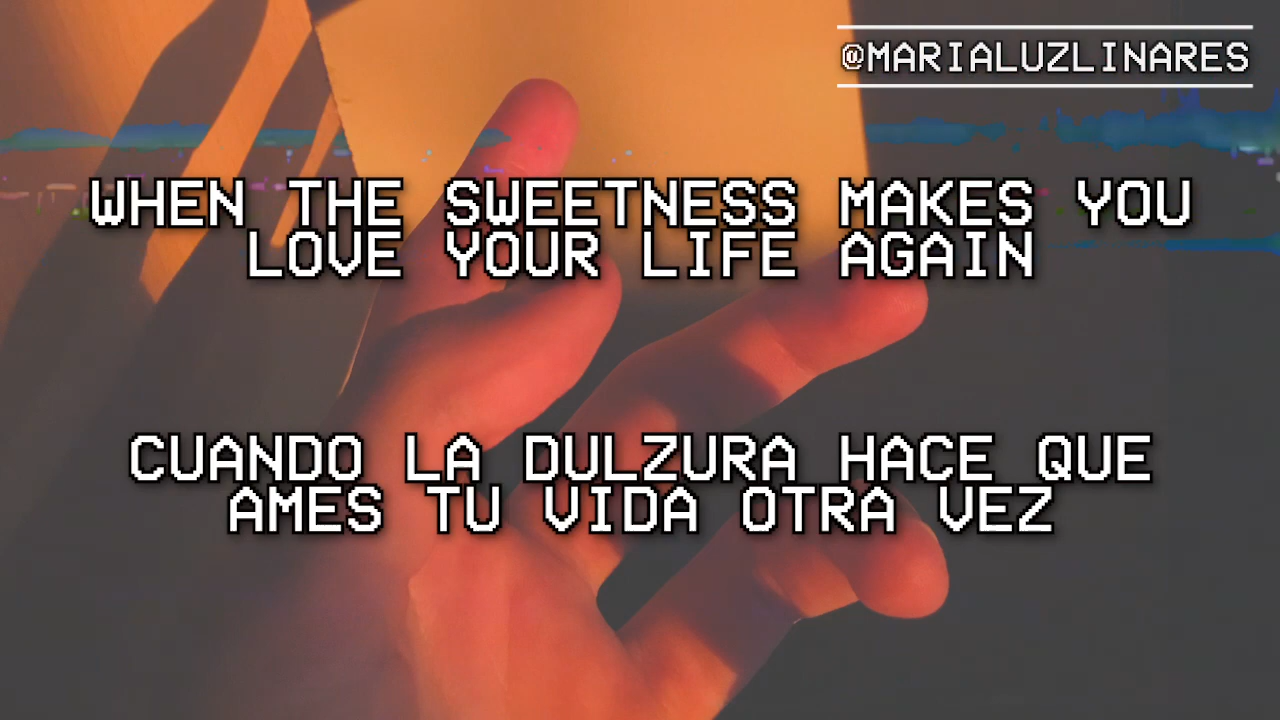 @MARIALUZLINARES
WHEN THE SWEETNESS MAKES YOU
LOVE YOUR LIFE AGAIN
CUANDO LA DULZURA HACE QUE
AMES TU VIDA OTRA VEZ